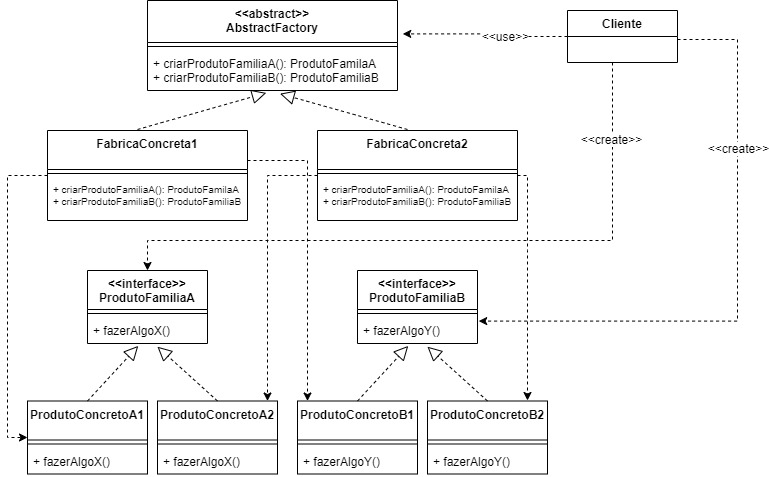 <<abstract>>
AbstractFactory
+ criarProdutoFamiliaA(): ProdutoFamilaA
+ criarProdutoFamiliaB(): ProdutoFamiliaB
<<use>>
Cliente
<<create>>
<<create>>
FabricaConcreta1
+ criarProdutoFamiliaA(): ProdutoFamilaA
+ criarProdutoFamiliaB(): ProdutoFamiliaB
FabricaConcreta2
+ criarProdutoFamiliaA(): ProdutoFamilaA
+ criarProdutoFamiliaB(): ProdutoFamiliaB
<<interface>>
ProdutoFamiliaA
+ fazerAlgoX()
<<interface>>
ProdutoFamiliaB
+ fazerAlgoY()
ProdutoConcretoA1
+ fazerAlgoX()
ProdutoConcretoA2
+ fazerAlgoX()
ProdutoConcretoB1
+ fazerAlgoY()
ProdutoConcretoB2
+ fazerAlgoY()